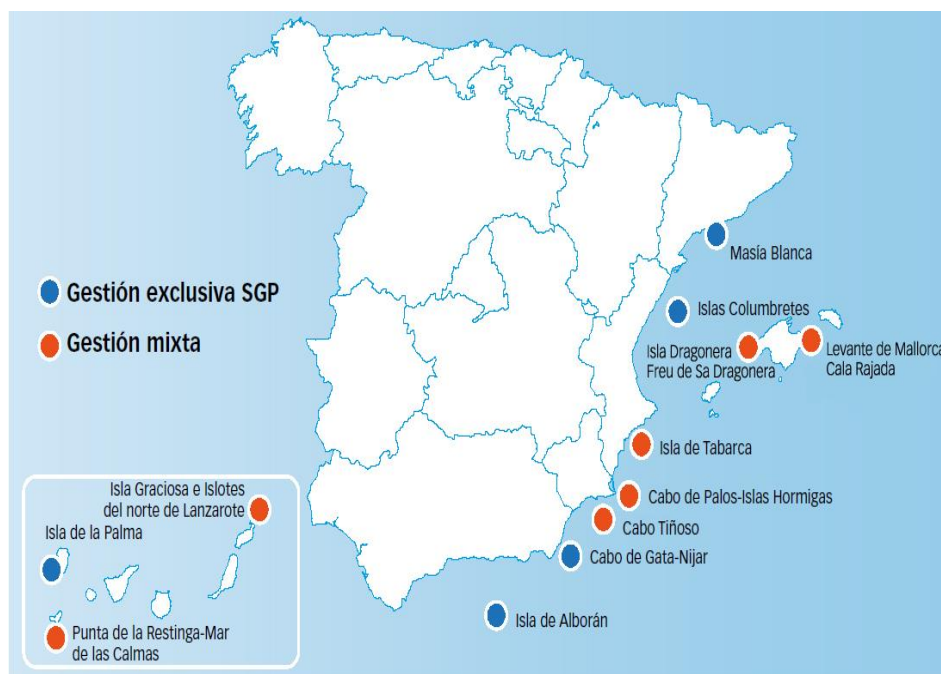 Masía Blanca
Gestión exclusiva SGP
Islas Columbretes
Gestión mixta
Isla Dragonera
Freu de Sa Dragonera
Levante de Mallorca
Cala Rajada
Isla de Tabarca
Isla Graciosa e Islotes
del norte de Lanzarote
Cabo de Palos-Islas Hormigas
Isla de la Palma
Cabo Tiñoso
Cabo de Gata-Nijar
Isla de Alborán
Punta de la Restinga-Mar
de las Calmas